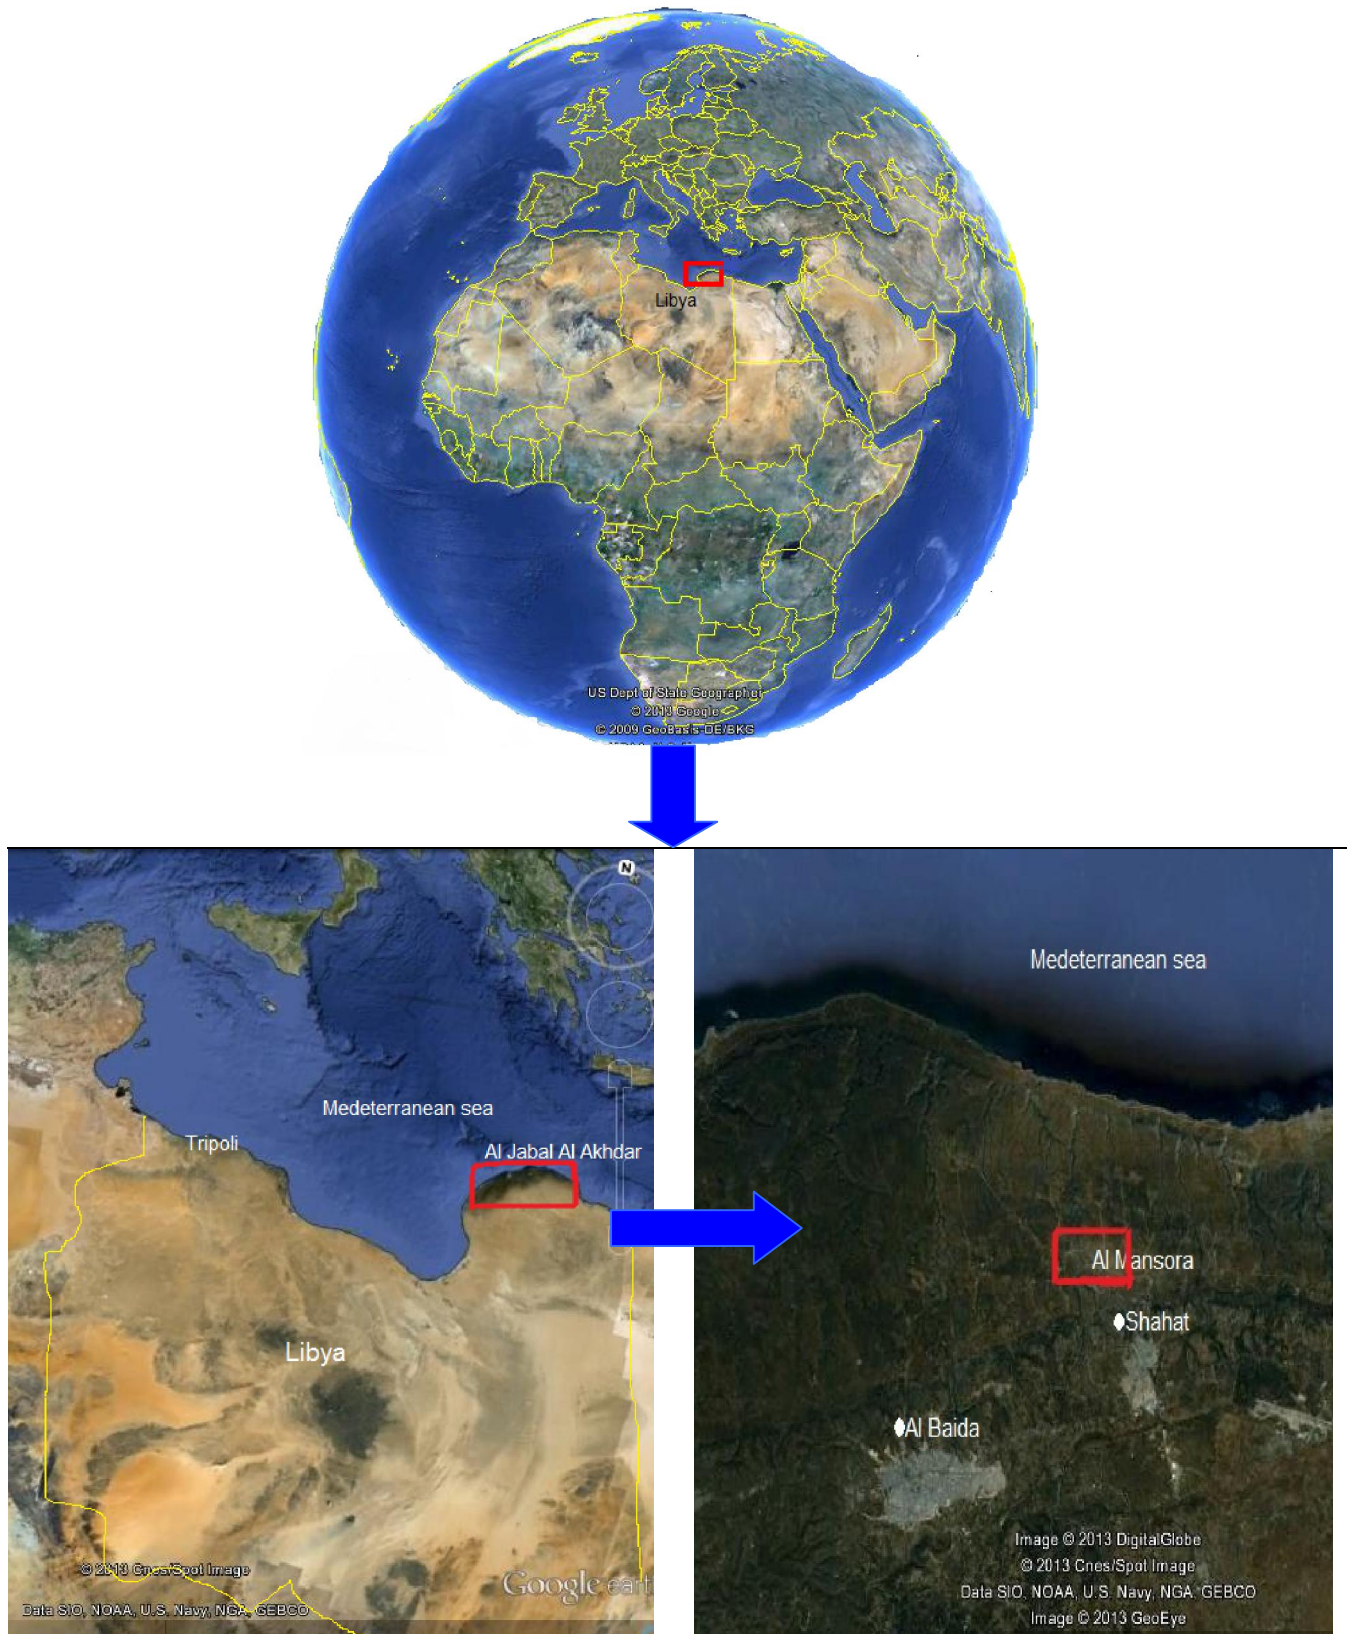 Libya
US Dept of State Geographer
© 2013 Google
© 2009 GeoBasis-DE/BKG
N
Medeterranean sea
Tripoli
Al Jabal Al Akhdar
Libya
© 2013 Cnes/Spot Image
Google eart
Data SIO, NOAA, U.S. Navy, NGA, GEBCO
Medeterranean sea
Al Mansora
Shahat
Al Baida
Image © 2013 DigitalGlobe
© 2013 Cnes/Spot Image
Data SIO, NOAA, U.S. Navy, NGA, GEBCO
Image © 2013 GeoEye